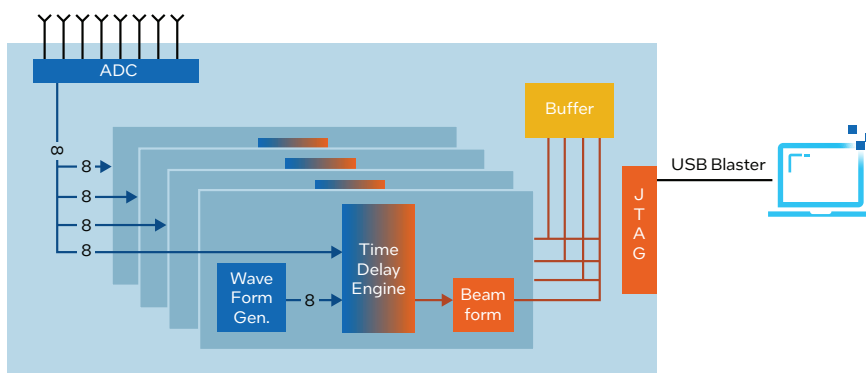 ADC
8
Buffer
8
8
8
8
USB Blaster
J
T
A
G
Time
Delay
Engine
Wave
Form
Gen.
8
Beam
form